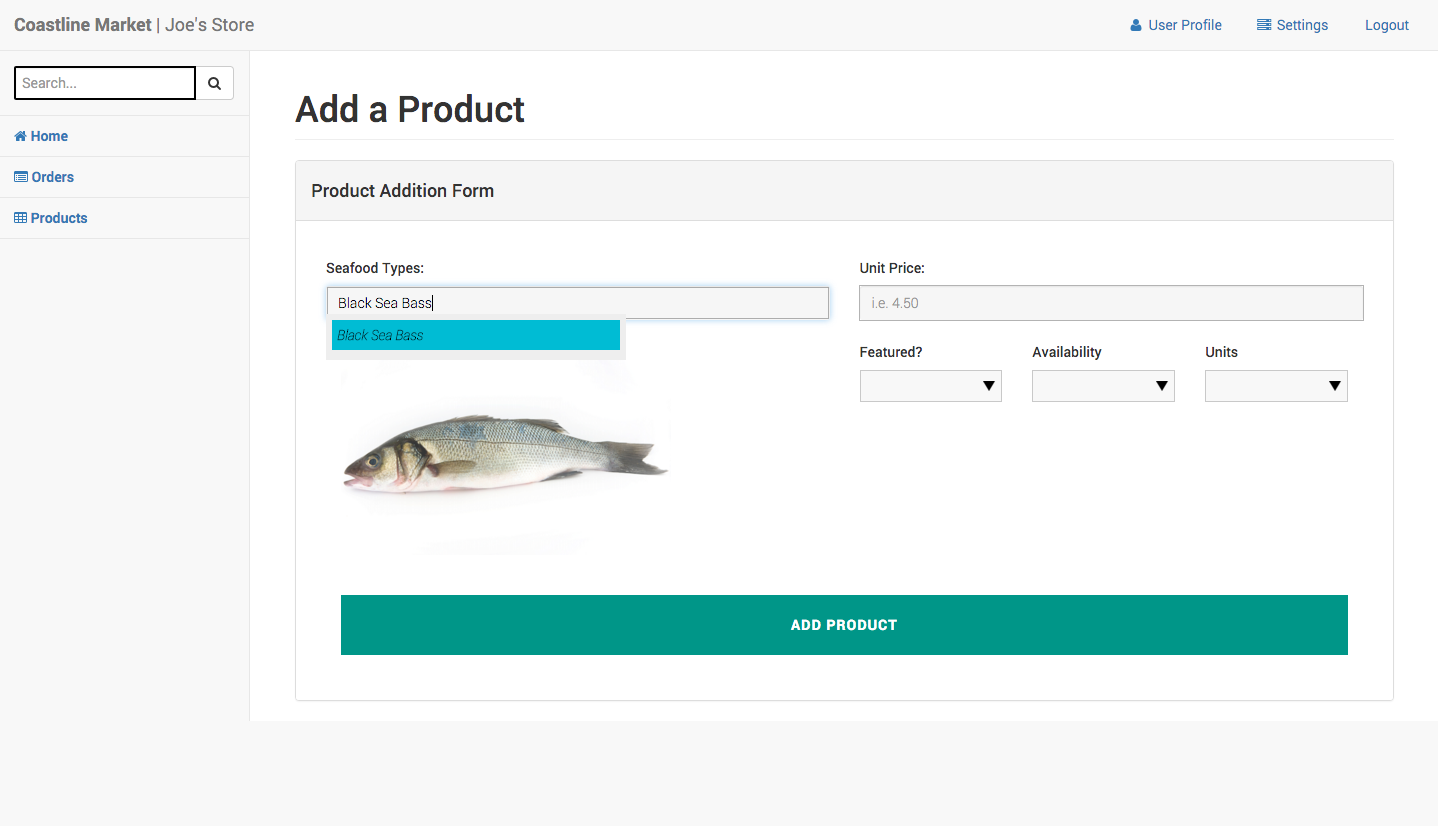 Coastline Market | Joe's Store
User Profile
Settings
Logout
Search...
Home
Orders
Products
Add a Product
Product Addition Form
Seafood Types:
Black Sea Bass
Black Sea Bass
Unit Price:
i.e. 4.50
Featured?
Availability
Units
ADD PRODUCT